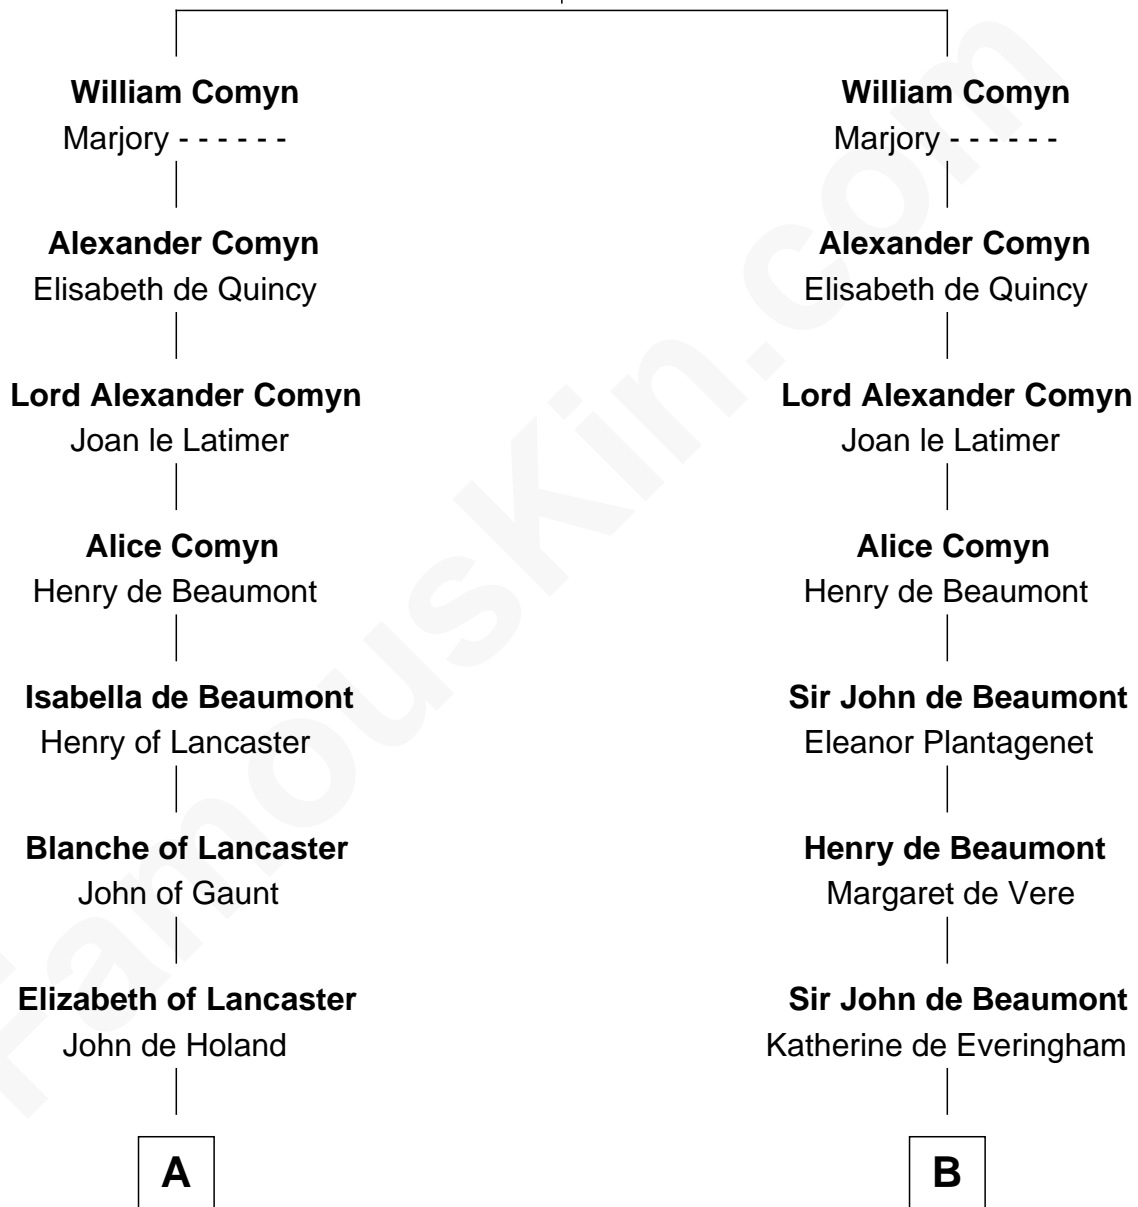 William Comyn
Marjory - - - - - -
Alexander Comyn
Elisabeth de Quincy
Lord Alexander Comyn
Joan le Latimer
Alice Comyn
Henry de Beaumont
Isabella de Beaumont
Henry of Lancaster
Blanche of Lancaster
John of Gaunt
Elizabeth of Lancaster
John de Holand
A
William Comyn
Marjory - - - - - -
Alexander Comyn
Elisabeth de Quincy
Lord Alexander Comyn
Joan le Latimer
Alice Comyn
Henry de Beaumont
Sir John de Beaumont
Eleanor Plantagenet
Henry de Beaumont
Margaret de Vere
Sir John de Beaumont
Katherine de Everingham
B
FamousKin.com